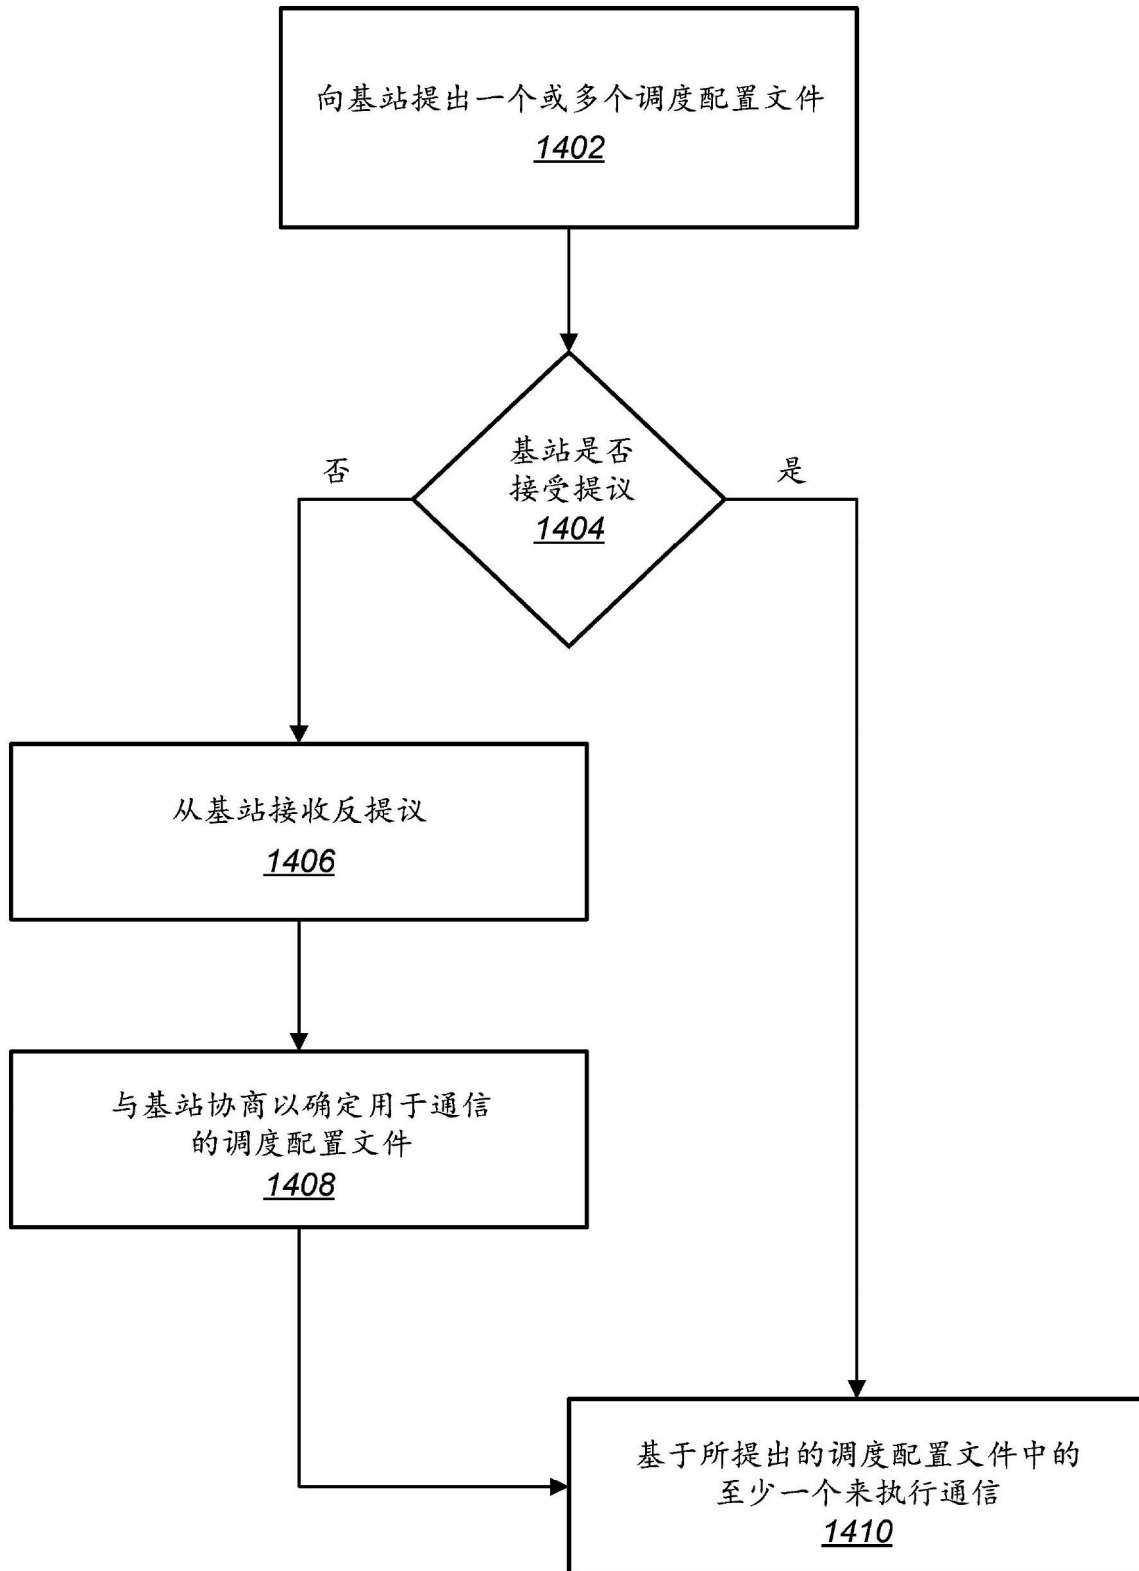 向基站提出一个或多个调度配置文件
1402
基站是否
接受提议
1404
否
是
从基站接收反提议
1406
与基站协商以确定用于通信
的调度配置文件
1408
基于所提出的调度配置文件中的
至少一个来执行通信
1410